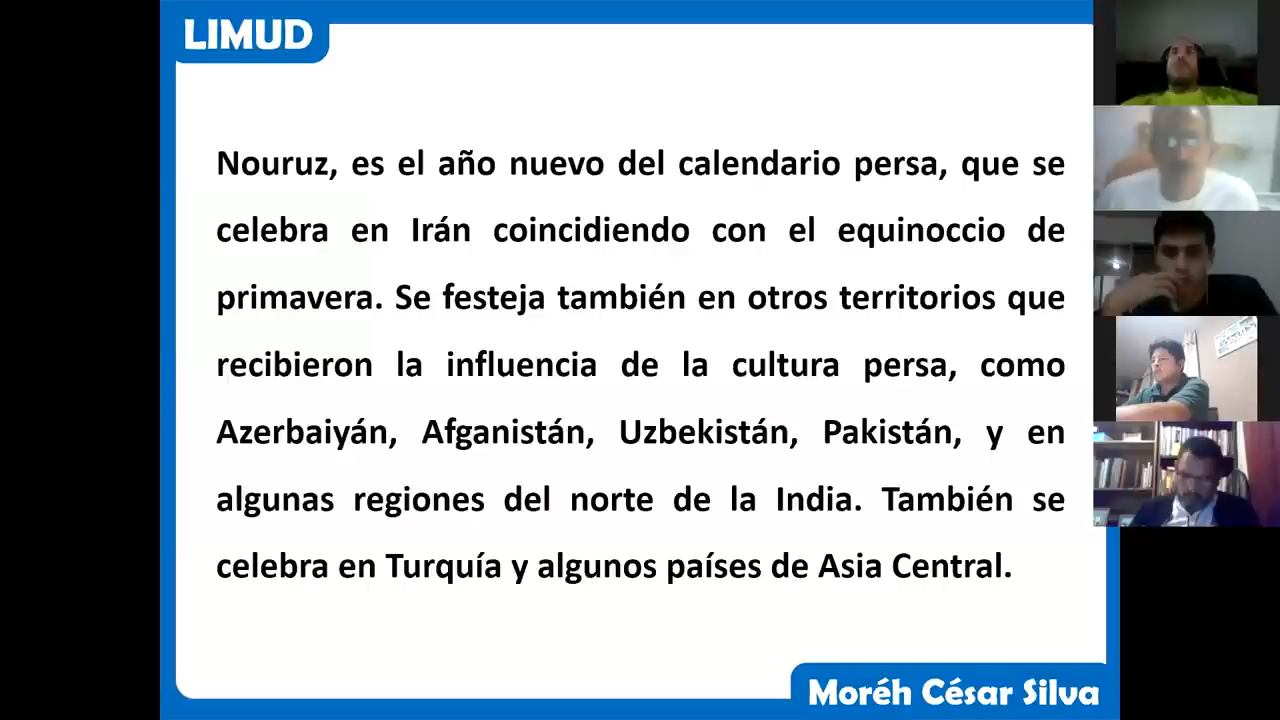 LIMUD
Nouruz, es el año nuevo del calendario persa, que se
celebra en Irán coincidiendo con el equinoccio de
primavera. Se festeja también en otros territorios que
recibieron la influencia de la cultura persa, como
Azerbaiyán, Afganistán, Uzbekistán, Pakistán, y en
algunas regiones del norte de la India. También se
celebra en Turquía y algunos países de Asia Central.
Moréh César Silva